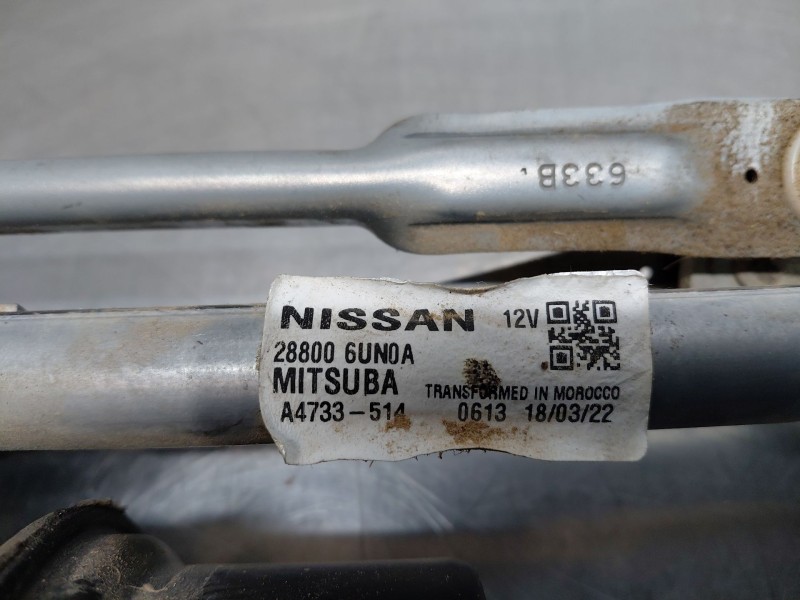 633B
NISSAN 12V
28800 6UN0A
MITSUBA TRANSFORMED IN MOROCCO
A4733-514 0613 18/03/22